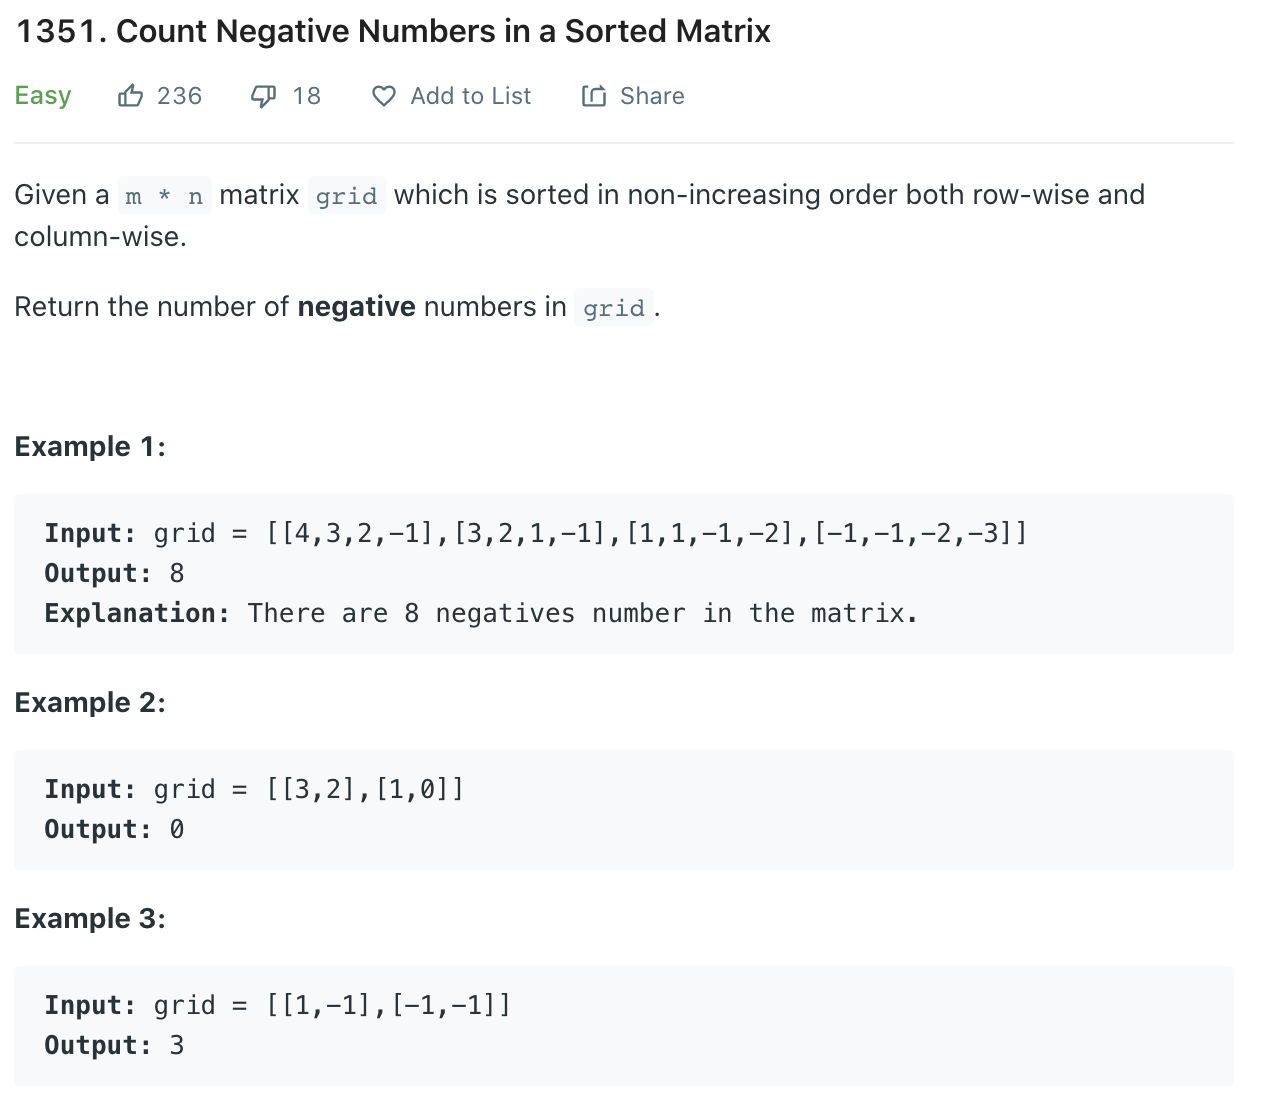 1351. Count Negative Numbers in a Sorted Matrix
Easy 236 18 Add to List Share
Given a m * n matrix grid which is sorted in non-increasing order both row-wise and
column-wise.
Return the number of negative numbers in grid.
Example 1:
Input: grid = [[4,3,2,-1],[3,2,1,-1],[1,1,-1,-2],[-1,-1,-2,-3]]
Output: 8
Explanation: There are 8 negatives number in the matrix.
Example 2:
Input: grid = [[3,2],[1,0]]
Output: 0
Example 3:
Input: grid = [[1,-1],[-1,-1]]
Output: 3